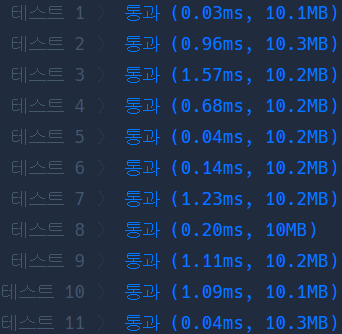 테스트 1 〉 통과 (0.03ms, 10.1MB)
테스트 2 〉 통과 (0.96ms, 10.3MB)
테스트 3 〉 통과 (1.57ms, 10.2MB)
테스트 4 〉 통과 (0.68ms, 10.2MB)
테스트 5 〉 통과 (0.04ms, 10.2MB)
테스트 6 〉 통과 (0.14ms, 10.2MB)
테스트 7 〉 통과 (1.23ms, 10.2MB)
테스트 8 〉 통과 (0.20ms, 10MB)
테스트 9 〉 통과 (1.11ms, 10.2MB)
테스트 10 〉 통과 (1.09ms, 10.1MB)
테스트 11 〉 통과 (0.04ms, 10.3MB)